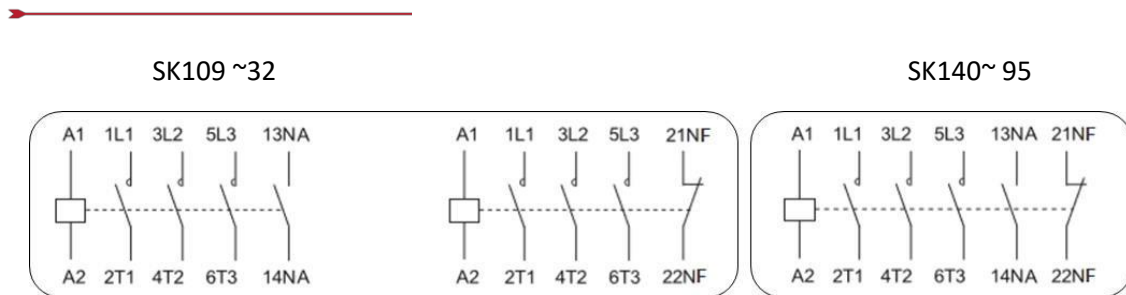 SK109 ~32
SK140~ 95
A1 1L1 3L2 5L3 13NA
A2 2T1 4T2 6T3 14NA
A1 1L1 3L2 5L3 21NF
A2 2T1 4T2 6T3 22NF
A1 1L1 3L2 5L3 13NA 21NF
A2 2T1 4T2 6T3 14NA 22NF